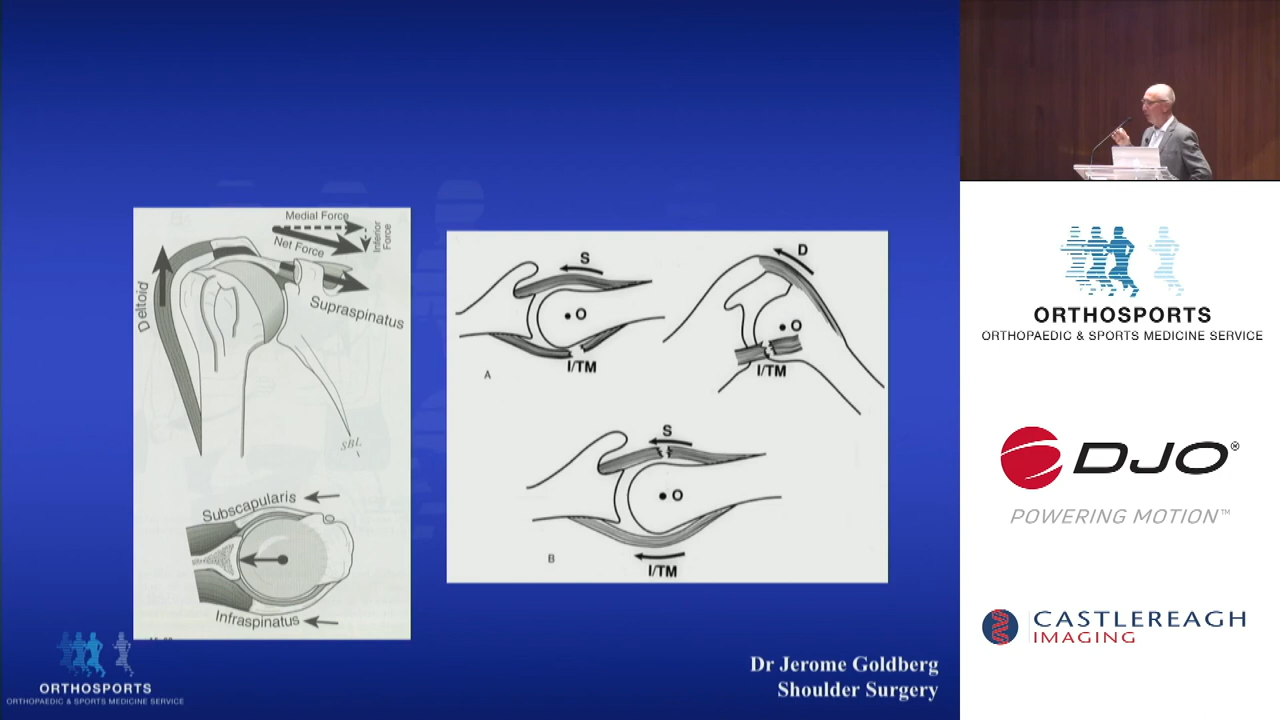 Medial Force
Net Force
Inferior
Force
Deltoid
Supraspinatus
SBL
Subscapularis
Infraspinatus
S
O
I/TM
A
D
O
I/TM
S
O
B
I/TM
ORTHOSPORTS
ORTHOPAEDIC & SPORTS MEDICINE SERVICE
Dr Jerome Goldberg
Shoulder Surgery
ORTHOSPORTS
ORTHOPAEDIC & SPORTS MEDICINE SERVICE
DJO®
POWERING MOTION™
CASTLEREAGH
IMAGING